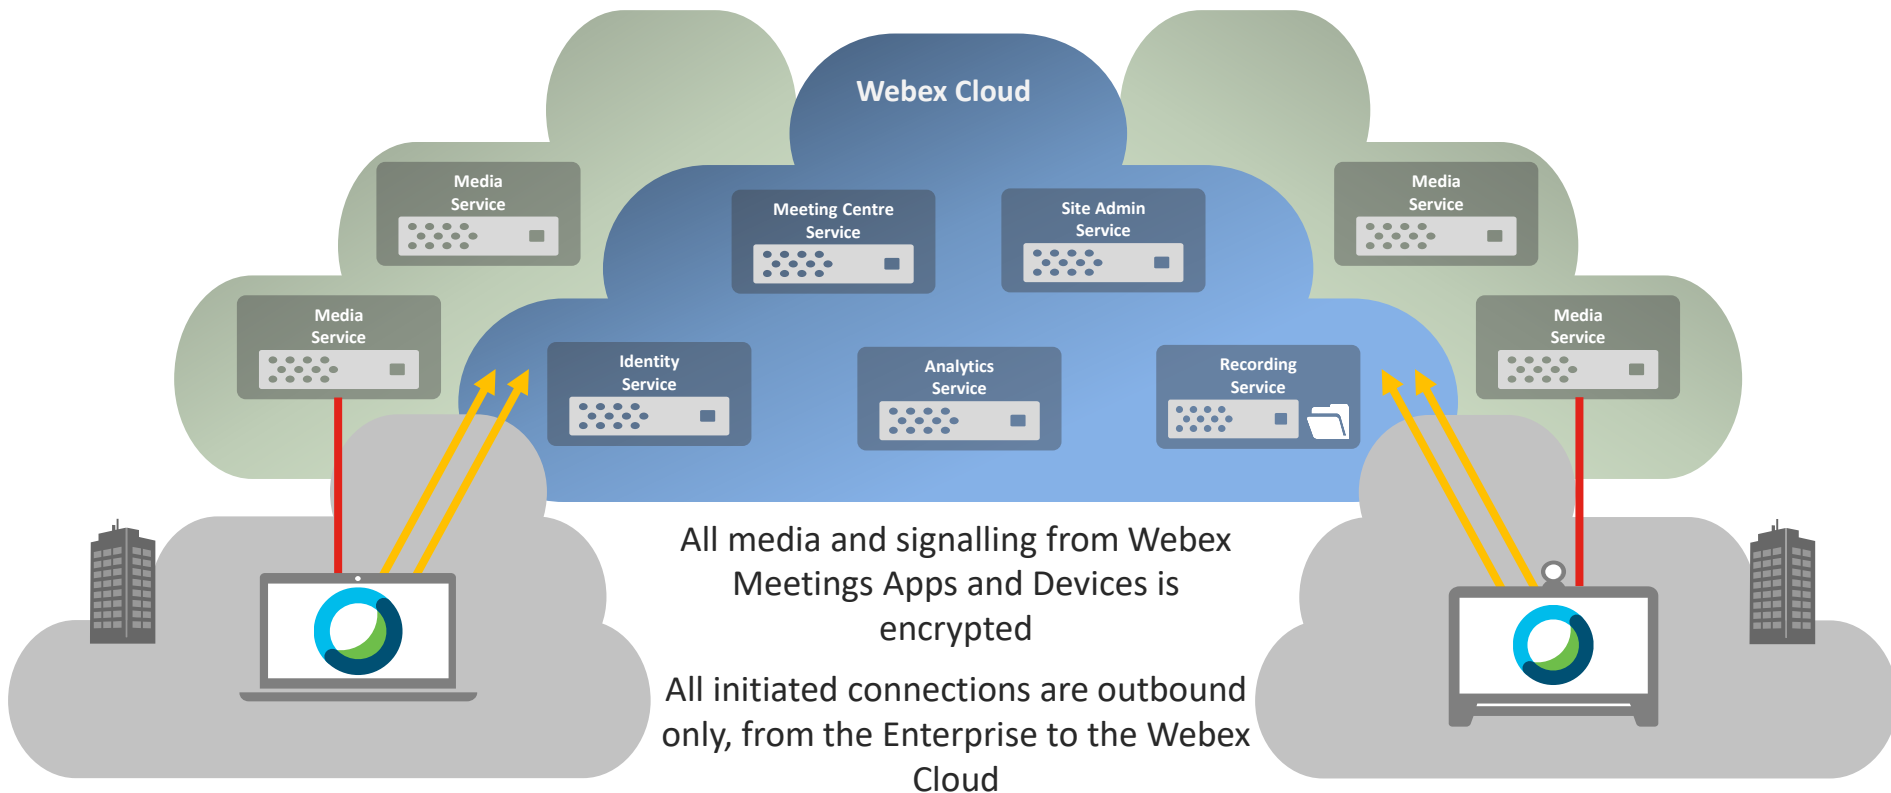 Webex Cloud
Media
Service
Media
Service
Meeting Centre
Service
Site Admin
Service
Media
Service
Media
Service
Identity
Service
Analytics
Service
Recording
Service
All media and signalling from Webex
Meetings Apps and Devices is
encrypted
All initiated connections are outbound
only, from the Enterprise to the Webex
Cloud